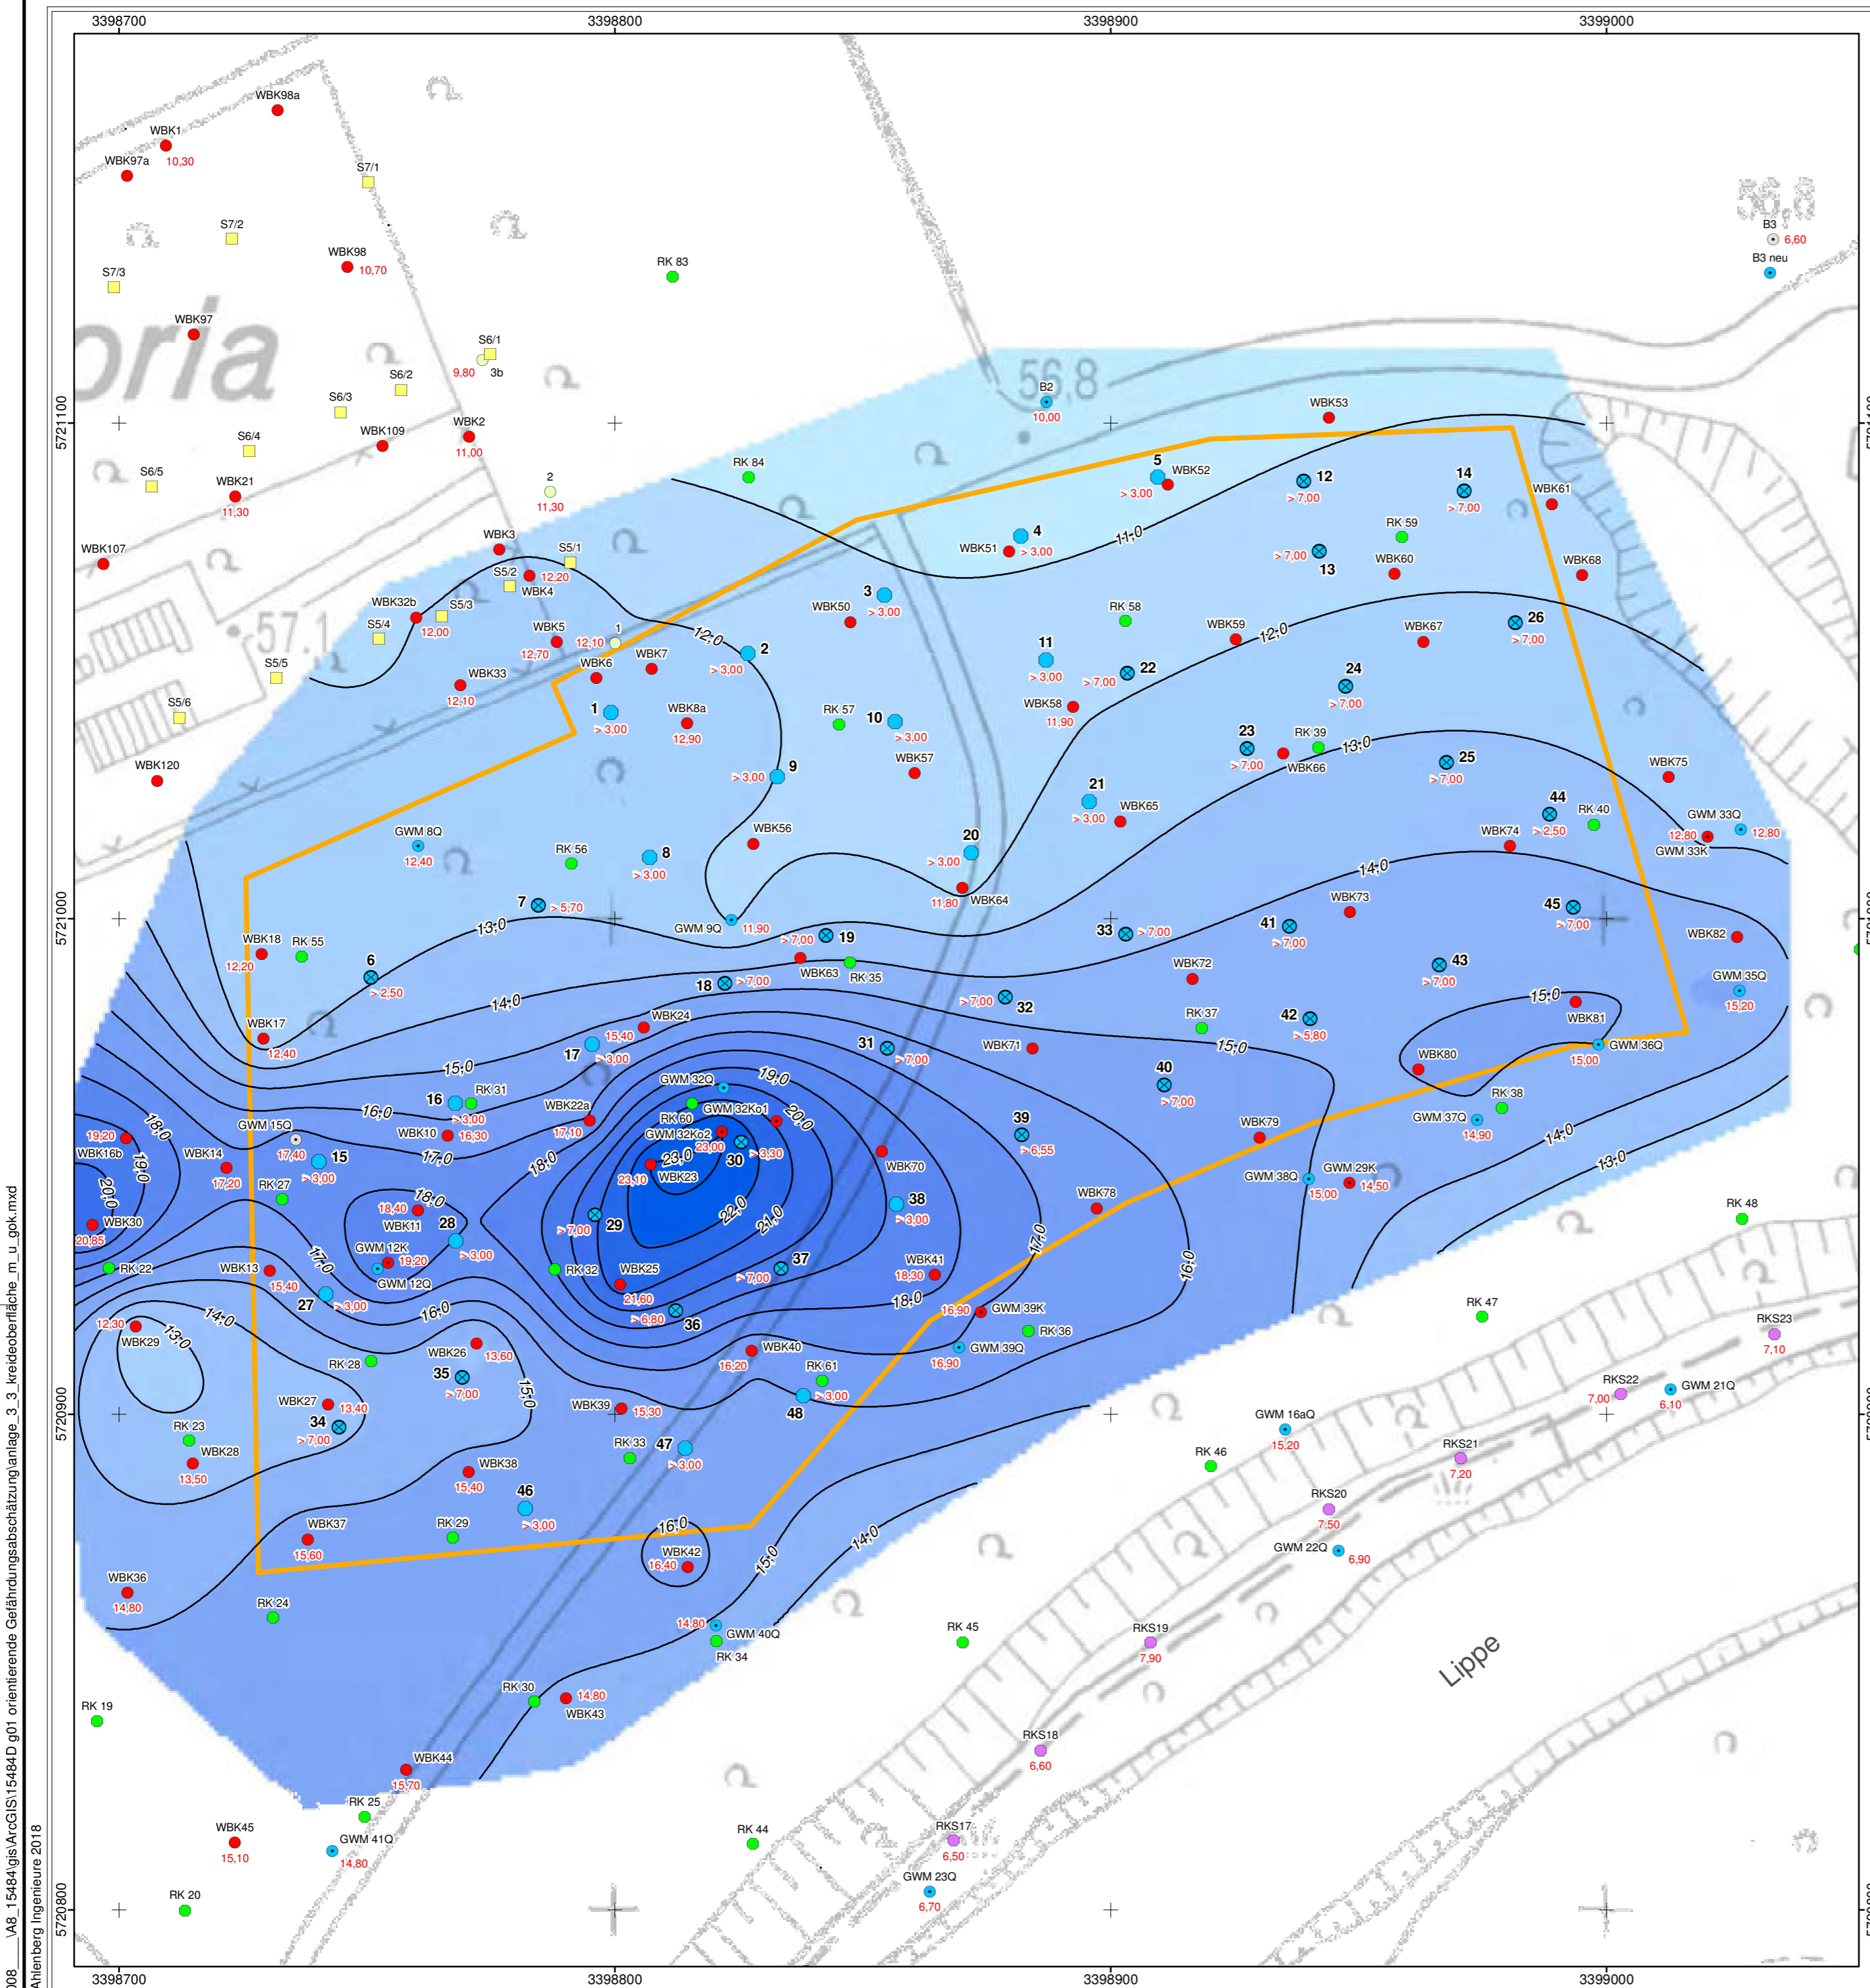 3398700 3398800 3398900 3399000
WBK98a
WBK1
10,30
WBK97a
S7/1
S7/2
WBK98
10,70
S7/3
WBK97
RK 83
56,8
B3
6,60
B3 neu
oria
S6/1
9,80 3b
S6/2
S6/3
WBK109
WBK2
11,00
S6/4
S6/5
WBK21
11,30
2
11,30
5721100
56,8
B2
10,00
WBK53
RK 84
5
WBK52
> 3,00
12
> 7,00
14
> 7,00
WBK61
WBK107
WBK3
S5/1
S5/2
12,20
WBK4
4
WBK51
> 3,00
11,0
RK 59
> 7,00
13
WBK60
WBK68
57.1
WBK32b
12,00
S5/3
S5/4
WBK5
12,70
12,10
1
WBK6
WBK7
12,0
2
> 3,00
3
> 3,00
WBK50
RK 58
WBK59
12,0
WBK67
26
> 7,00
S5/5
S5/6
WBK33
12,10
1
> 3,00
WBK8a
12,90
RK 57
10
> 3,00
11
> 3,00
22
> 7,00
WBK58
11,90
24
> 7,00
WBK120
9
> 3,00
WBK57
23
> 7,00
RK 39
WBK66
13,0
25
> 7,00
WBK75
GWM 8Q
12,40
RK 56
8
> 3,00
WBK56
21
> 3,00
WBK65
20
> 3,00
44
> 2,50
RK 40
WBK74
GWM 33Q
12,80
12,80
GWM 33K
5721000
7
> 5,70
13,0
GWM 9Q
11,90
WBK64
11,80
14,0
WBK73
45
> 7,00
WBK82
WBK18
12,20
RK 55
6
> 2,50
> 7,00
19
WBK63
RK 35
33
> 7,00
41
> 7,00
43
> 7,00
GWM 35Q
15,20
WBK17
12,40
14,0
18
> 7,00
WBK72
> 7,00
32
RK 37
42
> 5,80
15,0
WBK81
WBK24
15,40
17
> 3,00
15,0
31
> 7,00
WBK71
15,0
WBK80
GWM 36Q
15,00
16
> 3,00
RK 31
16,0
WBK10
16,30
WBK22a
17,10
GWM 32Q
19,0
RK 60
GWM 32Ko1
GWM 32Ko2
23,00
20,0
40
> 7,00
RK 38
GWM 37Q
14,90
18,0
19,20
WBK16b
19,0
20,0
WBK30
20,85
GWM 15Q
17,40
WBK14
17,20
15
> 3,00
17,0
18,0
30
> 3,30
23,0
23,10
WBK23
22,0
21,0
WBK70
39
> 6,55
WBK79
14,0
13,0
RK 27
18,40
WBK11
18,0
28
> 3,00
29
> 7,00
38
> 3,00
WBK78
GWM 38Q
15,00
GWM 29K
14,50
RK 48
RK 22
WBK13
15,40
17,0
GWM 12K
19,20
GWM 12Q
27
> 3,00
RK 32
WBK25
21,60
> 7,00
37
WBK41
18,30
17,0
16,0
12,30
WBK29
13,0
14,0
16,0
> 6,80
36
18,0
16,90
GWM 39K
RK 36
GWM 39Q
16,90
RK 47
RKS23
7,10
RK 28
WBK26
13,60
35
> 7,00
15,0
WBK40
16,20
RK 61
> 3,00
48
RKS22
7,00
GWM 21Q
6,10
5720900
WBK27
13,40
34
> 7,00
RK 23
WBK28
13,50
WBK39
15,30
RK 33
47
> 3,00
GWM 16aQ
15,20
RK 46
RKS21
7,20
WBK38
15,40
46
> 3,00
WBK37
15,60
RK 29
16,0
WBK42
16,40
15,0
14,0
RKS20
7,50
GWM 22Q
6,90
WBK36
14,80
RK 24
14,80
GWM 40Q
RK 34
RK 45
RKS19
7,90
Lippe
RK 19
RK 30
14,80
WBK43
RKS18
6,60
WBK44
15,70
RK 25
WBK45
15,10
GWM 41Q
14,80
RK 44
RKS17
6,50
GWM 23Q
6,70
RK 20
5720800
3398700 3398800 3398900 3399000
\A8_15484\gis\ArcGIS\15484D g01 orientierende Gefährdungsabschätzung\anlage_3_3_kreideoberfläche_m_u_gok.mxd
Ahlenberg Ingenieure 2018